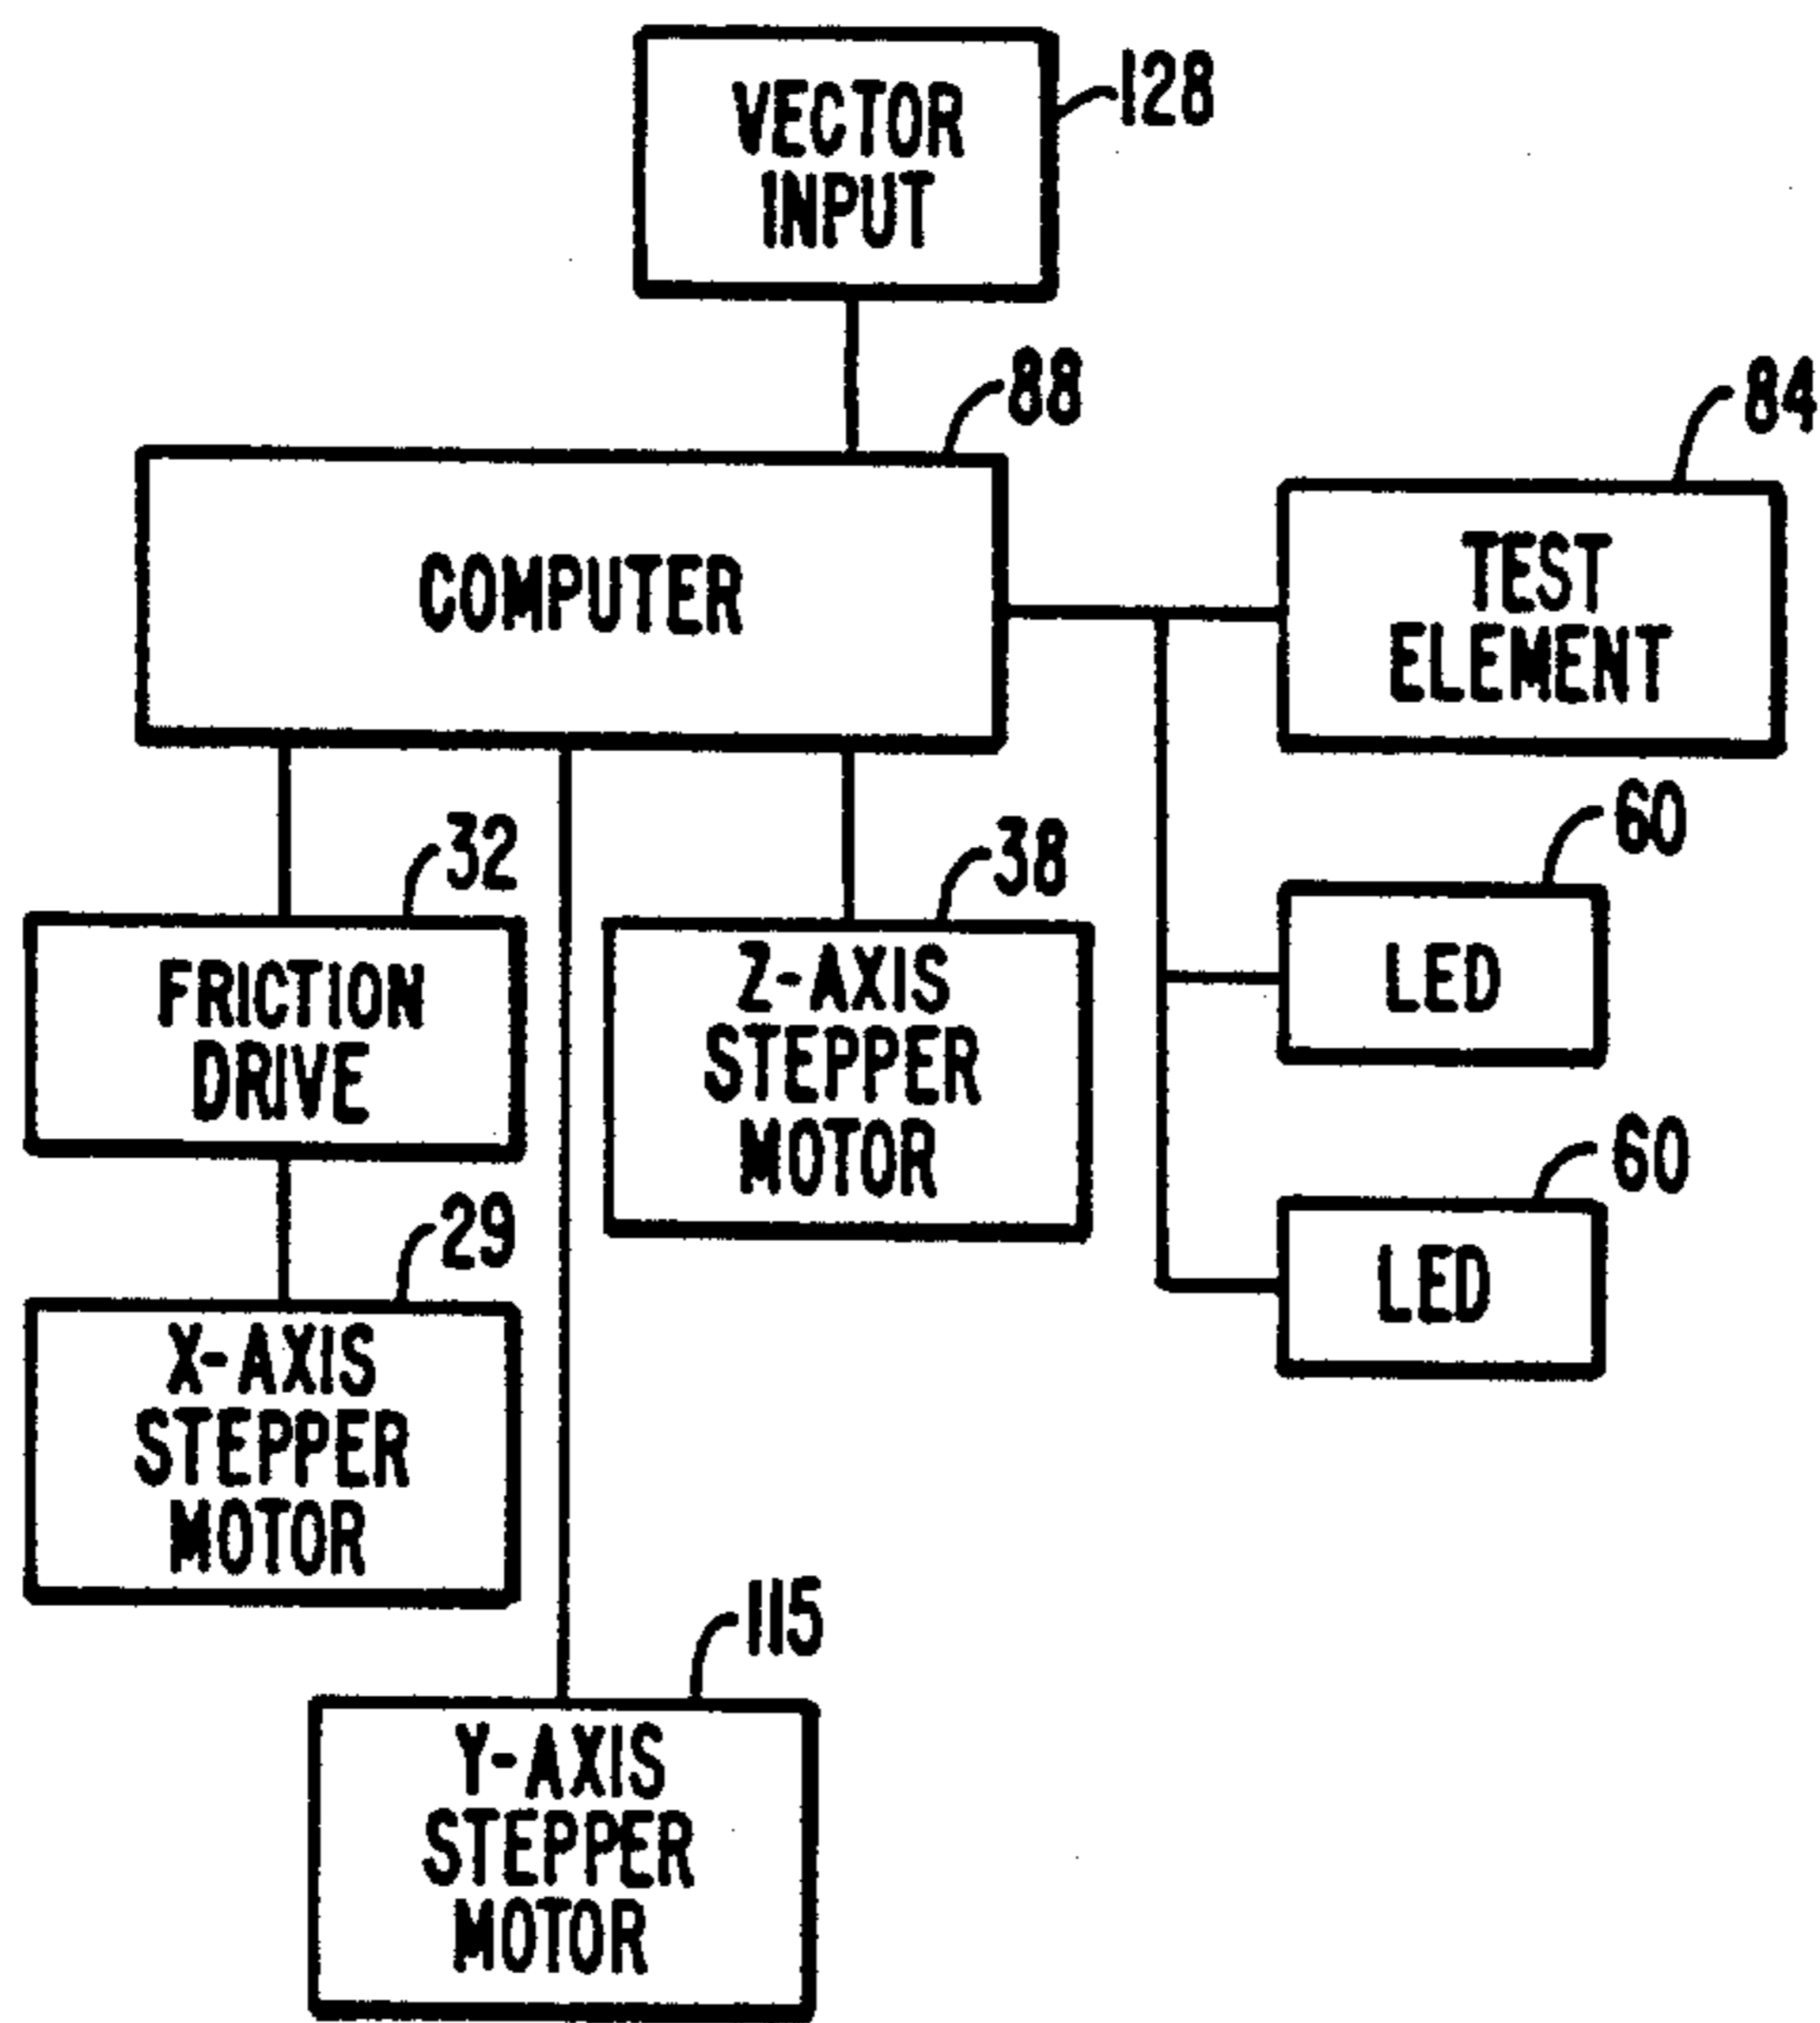 VECTOR
INPUT
128
88
COMPUTER
84
TEST
ELEMENT
32
FRICTION
DRIVE
38
Z-AXIS
STEPPER
MOTOR
60
LED
60
LED
29
X-AXIS
STEPPER
MOTOR
115
Y-AXIS
STEPPER
MOTOR